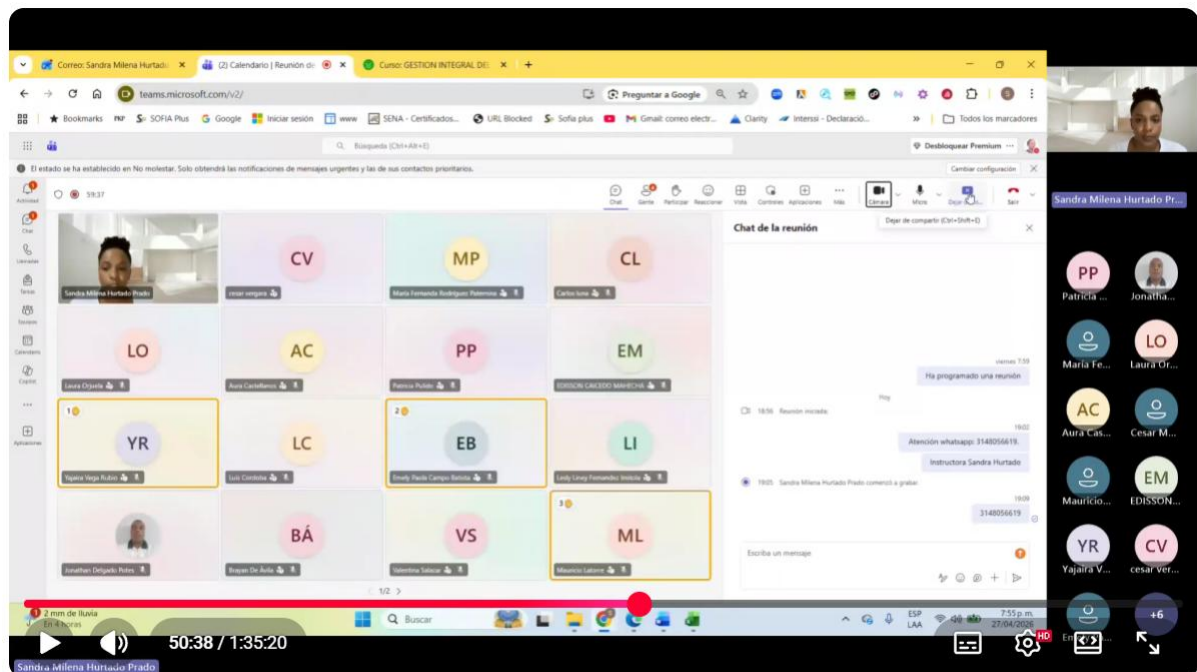 Correo: Sandra Milena Hurtad
(2) Calendario | Reunión de
Curso: GESTION INTEGRAL DE
teams.microsoft.com/v2/
Preguntar a Google
Bookmarks
SOFIA Plus
Google
Iniciar sesión
www
SENA - Certificados...
URL Blocked
Sofia plus
Gmail: correo electr...
Clarity
Interssi - Declaració...
Todos los marcadores
Búsqueda (Ctrl+Alt+E)
Desbloquear Premium
El estado se ha establecido en No molestar. Solo obtendrá las notificaciones de mensajes urgentes y las de sus contactos prioritarios.
Cambiar configuración
Actividad
Chat
Llamadas
Tareas
Calendario
Copilot
Aplicaciones
59:37
Chat
Gente
Participar
Reaccionar
Vista
Aplicaciones
Más
Cámara
Micro
Salir
Dejar de compartir (Ctrl+Shift+E)
Sandra Milena Hurtado Prado
CV
cesar vergara
MP
María Fernanda Rodríguez Paternina
CL
Carlos luna
LO
Laura Orjuela
AC
Aura Castellanos
PP
Patricia Pulido
EM
EDISSON CAICEDO MAHECHA
1
YR
Yajaira Vega Rubio
LC
Luis Cordoba
2
EB
Emely Paola Campo Batista
LI
Jonathan Delgado Potes
BÁ
Brayan De Ávila
VS
Valentina Salazar
3
ML
Mauricio Latorre
1/2
Chat de la reunión
viernes 7:59
Ha programado una reunión
Hoy
18:56 Reunión iniciada
19:02
Atención whatsapp: 3148056619.
Instructora Sandra Hurtado
19:05 Sandra Milena Hurtado Prado comenzó a grabar
19:09
3148056619
Escriba un mensaje
Sandra Milena Hurtado Pr...
PP
Patricia ...
Jonatha...
María Fe...
LO
Laura Or...
AC
Aura Cas...
Cesar M...
Mauricio...
EM
EDISSON...
YR
Yajaira V...
CV
cesar ver...
+6
2 mm de lluvia
En 4 horas
Buscar
ESP
LAA
7:55 p. m.
27/04/2026
50:38 / 1:35:20
HD
Sandra Milena Hurtado Prado